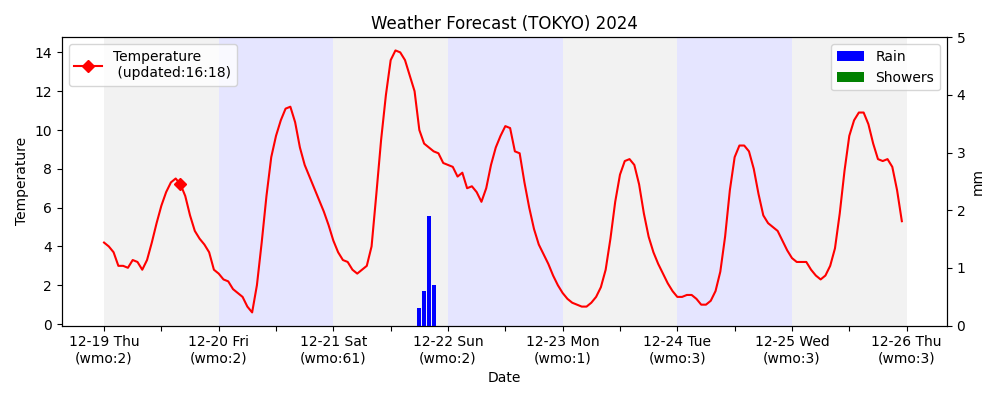 Weather Forecast (TOKYO) 2024
Temperature
(updated:16:18)
Rain
Showers
14
12
10
8
6
4
2
0
Temperature
5
4
3
2
1
0
mm
12-19 Thu
(wmo:2)
12-20 Fri
(wmo:2)
12-21 Sat
(wmo:61)
12-22 Sun
(wmo:2)
12-23 Mon
(wmo:1)
12-24 Tue
(wmo:3)
12-25 Wed
(wmo:3)
12-26 Thu
(wmo:3)
Date